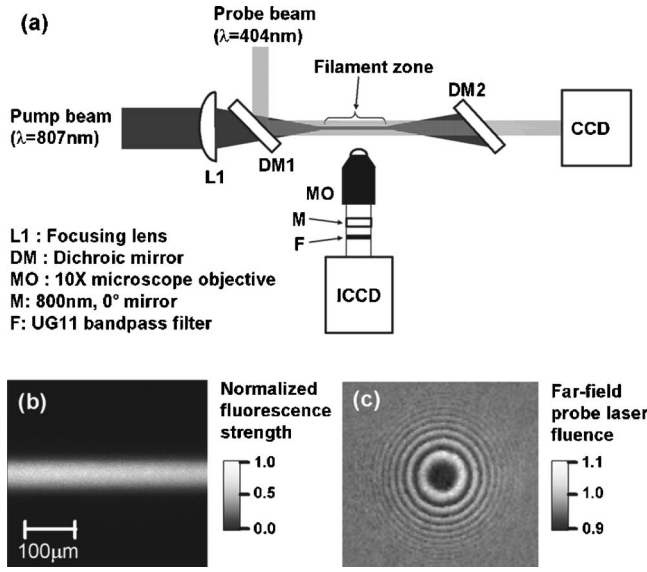 (a)
Probe beam
(λ=404nm)
Filament zone
DM2
Pump beam
(λ=807nm)
CCD
L1
DM1
MO
M
F
ICCD
L1 : Focusing lens
DM : Dichroic mirror
MO : 10X microscope objective
M: 800nm, 0° mirror
F: UG11 bandpass filter
(b)
100μm
Normalized
fluorescence
strength
1.0
0.5
0.0
(c)
Far-field
probe laser
fluence
1.1
1.0
0.9